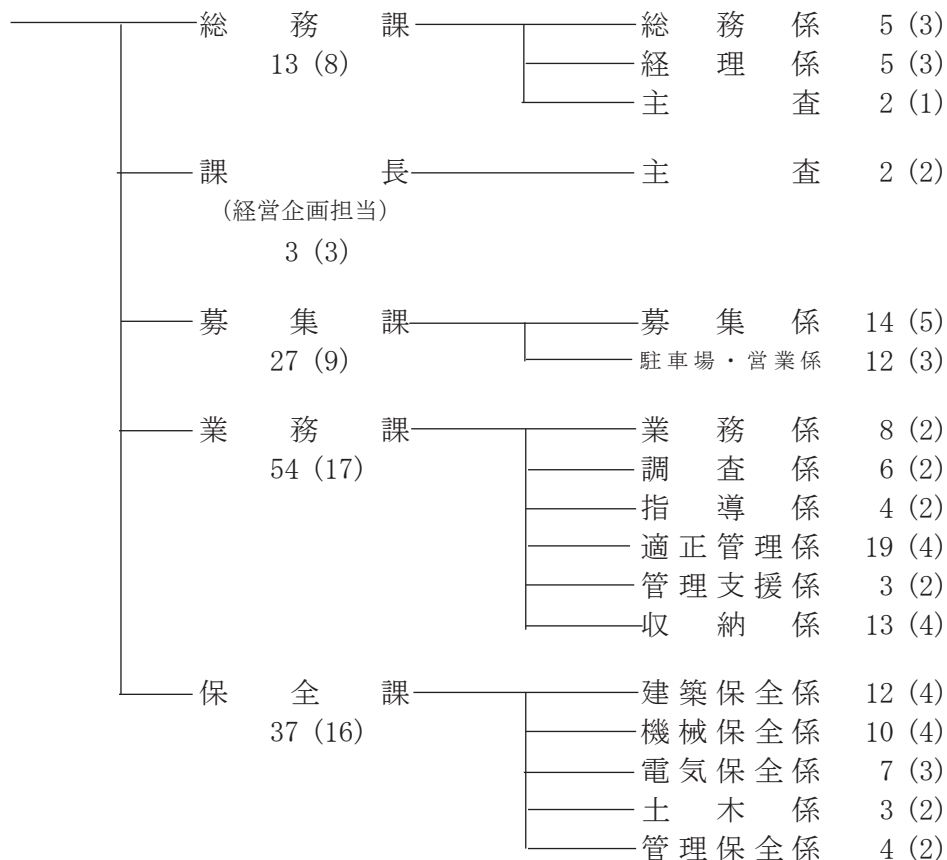 総務課 総務係 5 (3)
13 (8) 経理係 5 (3)
主査 2 (1)
課長 主査 2 (2)
(経営企画担当)
3 (3)
募集課 募集係 14 (5)
27 (9) 駐車場・営業係 12 (3)
業務課 業務係 8 (2)
54 (17) 調査係 6 (2)
指導係 4 (2)
適正管理係 19 (4)
管理支援係 3 (2)
収納係 13 (4)
保全課 建築保全係 12 (4)
37 (16) 機械保全係 10 (4)
電気保全係 7 (3)
土木係 3 (2)
管理保全係 4 (2)